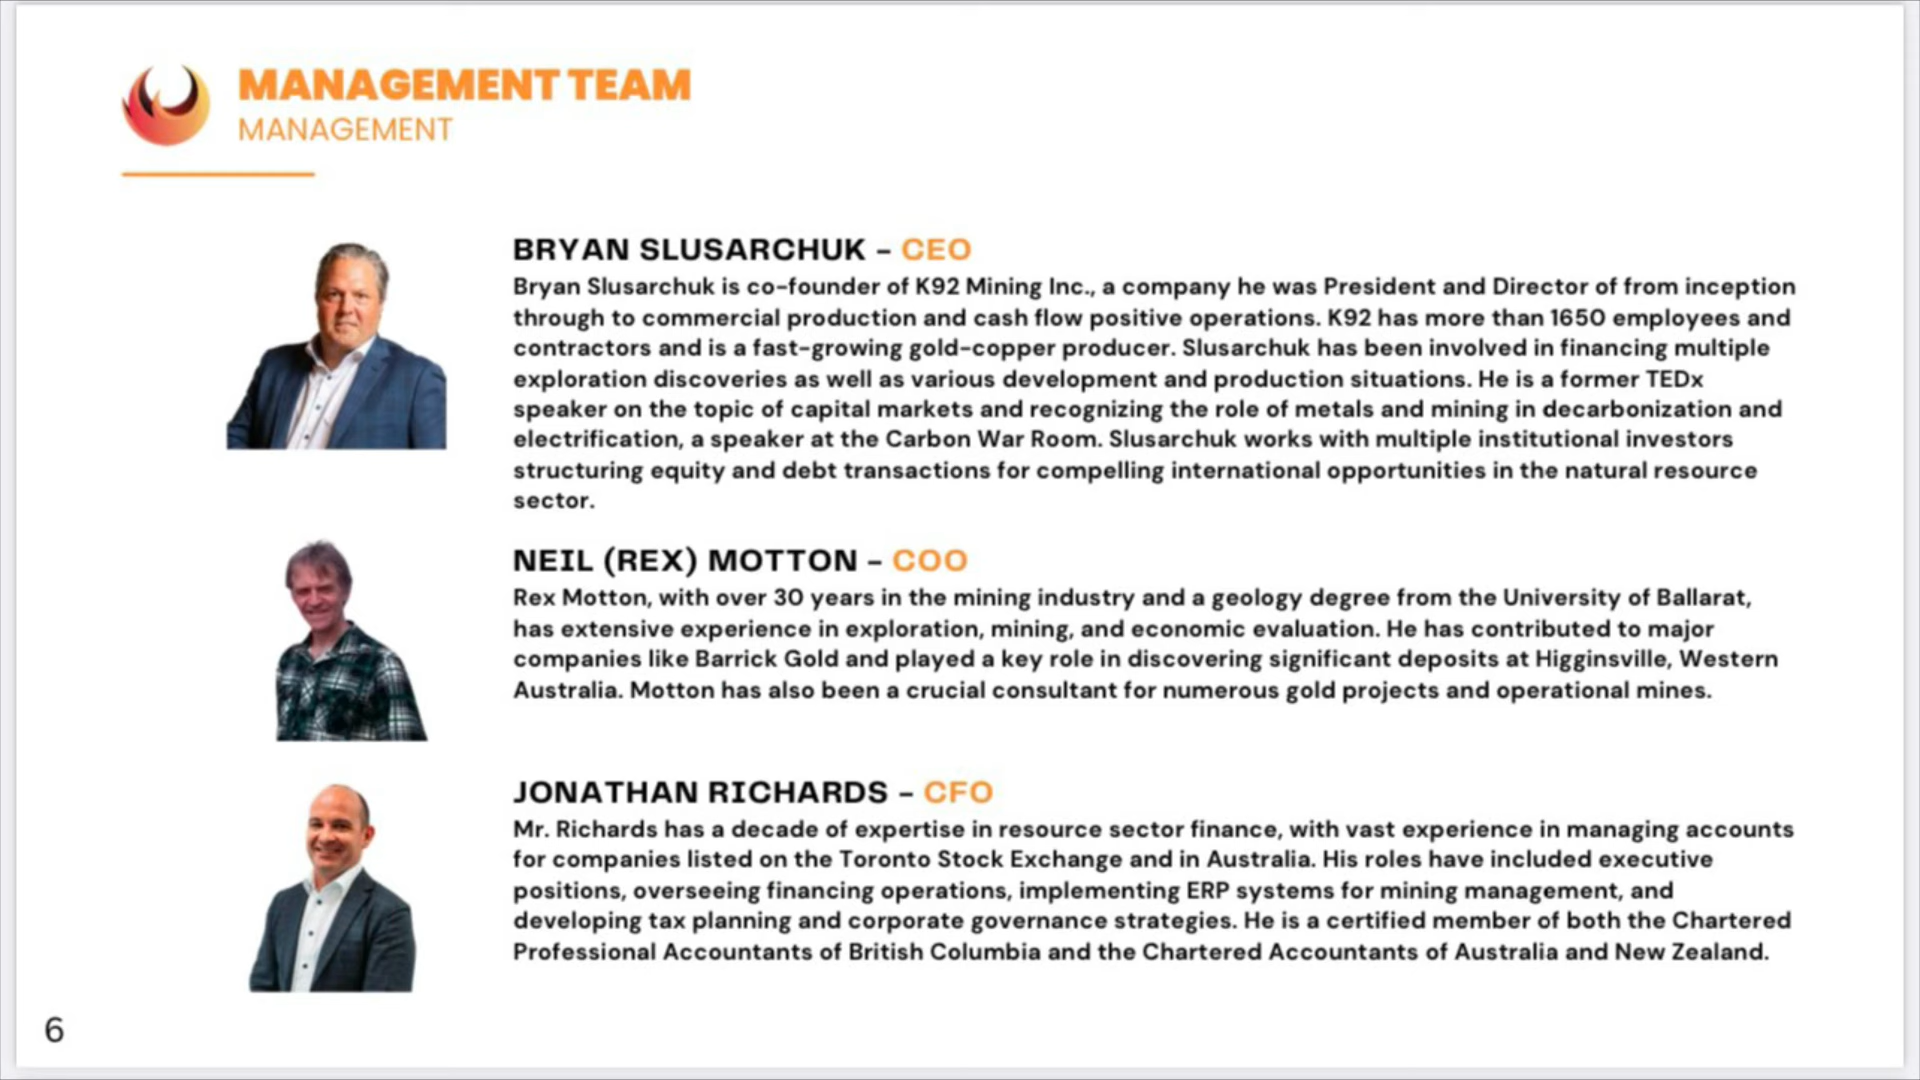 MANAGEMENT TEAM
MANAGEMENT
BRYAN SLUSARCHUK – CEO
Bryan Slusarchuk is co-founder of K92 Mining Inc., a company he was President and Director of from inception
through to commercial production and cash flow positive operations. K92 has more than 1650 employees and
contractors and is a fast-growing gold-copper producer. Slusarchuk has been involved in financing multiple
exploration discoveries as well as various development and production situations. He is a former TEDx
speaker on the topic of capital markets and recognizing the role of metals and mining in decarbonization and
electrification, a speaker at the Carbon War Room. Slusarchuk works with multiple institutional investors
structuring equity and debt transactions for compelling international opportunities in the natural resource
sector.
NEIL (REX) MOTTON – COO
Rex Motton, with over 30 years in the mining industry and a geology degree from the University of Ballarat,
has extensive experience in exploration, mining, and economic evaluation. He has contributed to major
companies like Barrick Gold and played a key role in discovering significant deposits at Higginsville, Western
Australia. Motton has also been a crucial consultant for numerous gold projects and operational mines.
JONATHAN RICHARDS – CFO
Mr. Richards has a decade of expertise in resource sector finance, with vast experience in managing accounts
for companies listed on the Toronto Stock Exchange and in Australia. His roles have included executive
positions, overseeing financing operations, implementing ERP systems for mining management, and
developing tax planning and corporate governance strategies. He is a certified member of both the Chartered
Professional Accountants of British Columbia and the Chartered Accountants of Australia and New Zealand.
6